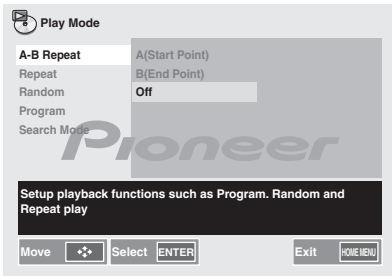 Play Mode
A-B Repeat
A(Start Point)
Repeat
B(End Point)
Random
Off
Program
Search Mode
Pioneer
Setup playback functions such as Program. Random and
Repeat play
Move
Select ENTER
Exit HOME MENU